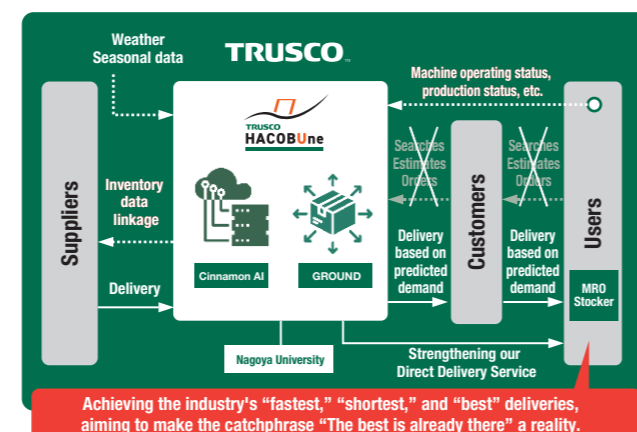 Weather
Seasonal data
TRUSCO™
Machine operating status,
production status, etc.
TRUSCO
HACOBUne
Searches
Estimates
Orders
Searches
Estimates
Orders
Suppliers
Inventory
data
linkage
Customers
Users
Cinnamon AI
GROUND
Delivery
based on
predicted
demand
Delivery
based on
predicted
demand
MRO
Stocker
Delivery
Nagoya University
Strengthening our
Direct Delivery Service
Achieving the industry's “fastest,” “shortest,” and “best” deliveries,
aiming to make the catchphrase “The best is already there” a reality.